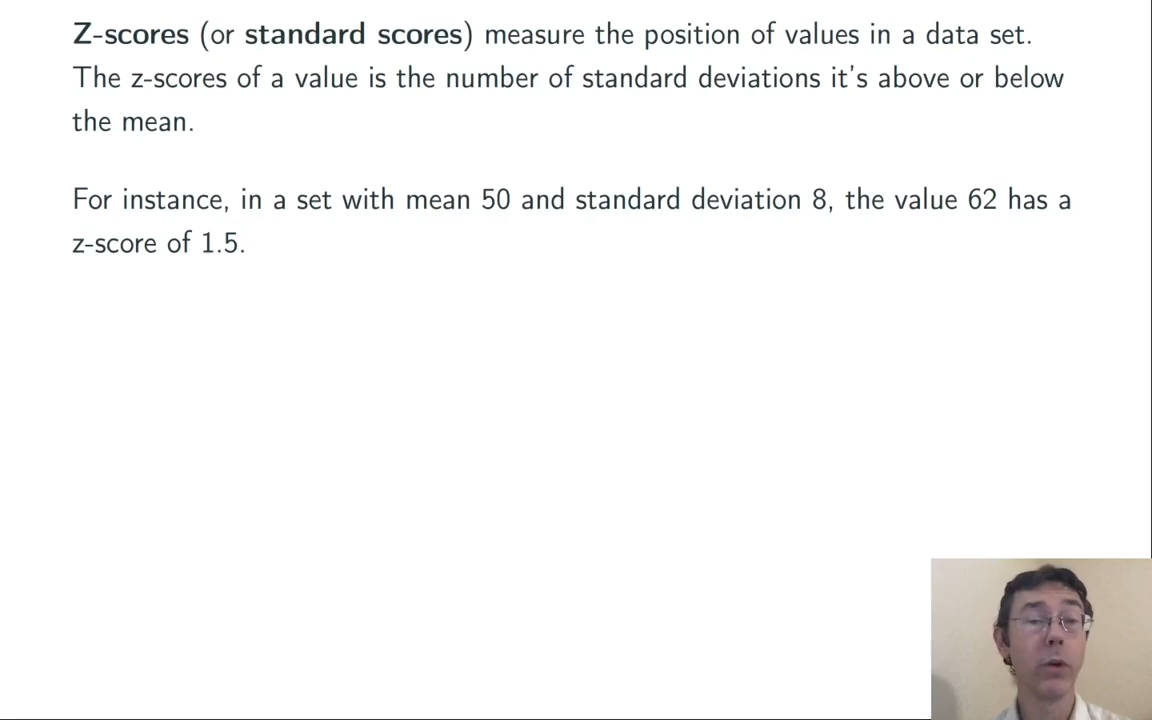 Z-scores (or standard scores) measure the position of values in a data set.
The z-scores of a value is the number of standard deviations it's above or below
the mean.
For instance, in a set with mean 50 and standard deviation 8, the value 62 has a
z-score of 1.5.